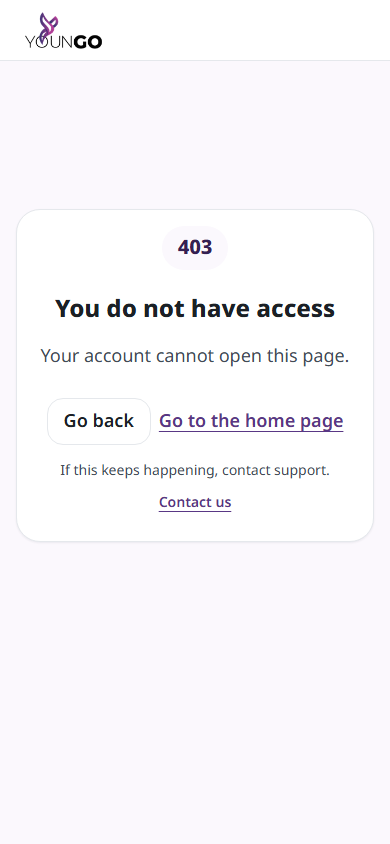 YOUNGO
403
You do not have access
Your account cannot open this page.
Go back Go to the home page
If this keeps happening, contact support.
Contact us